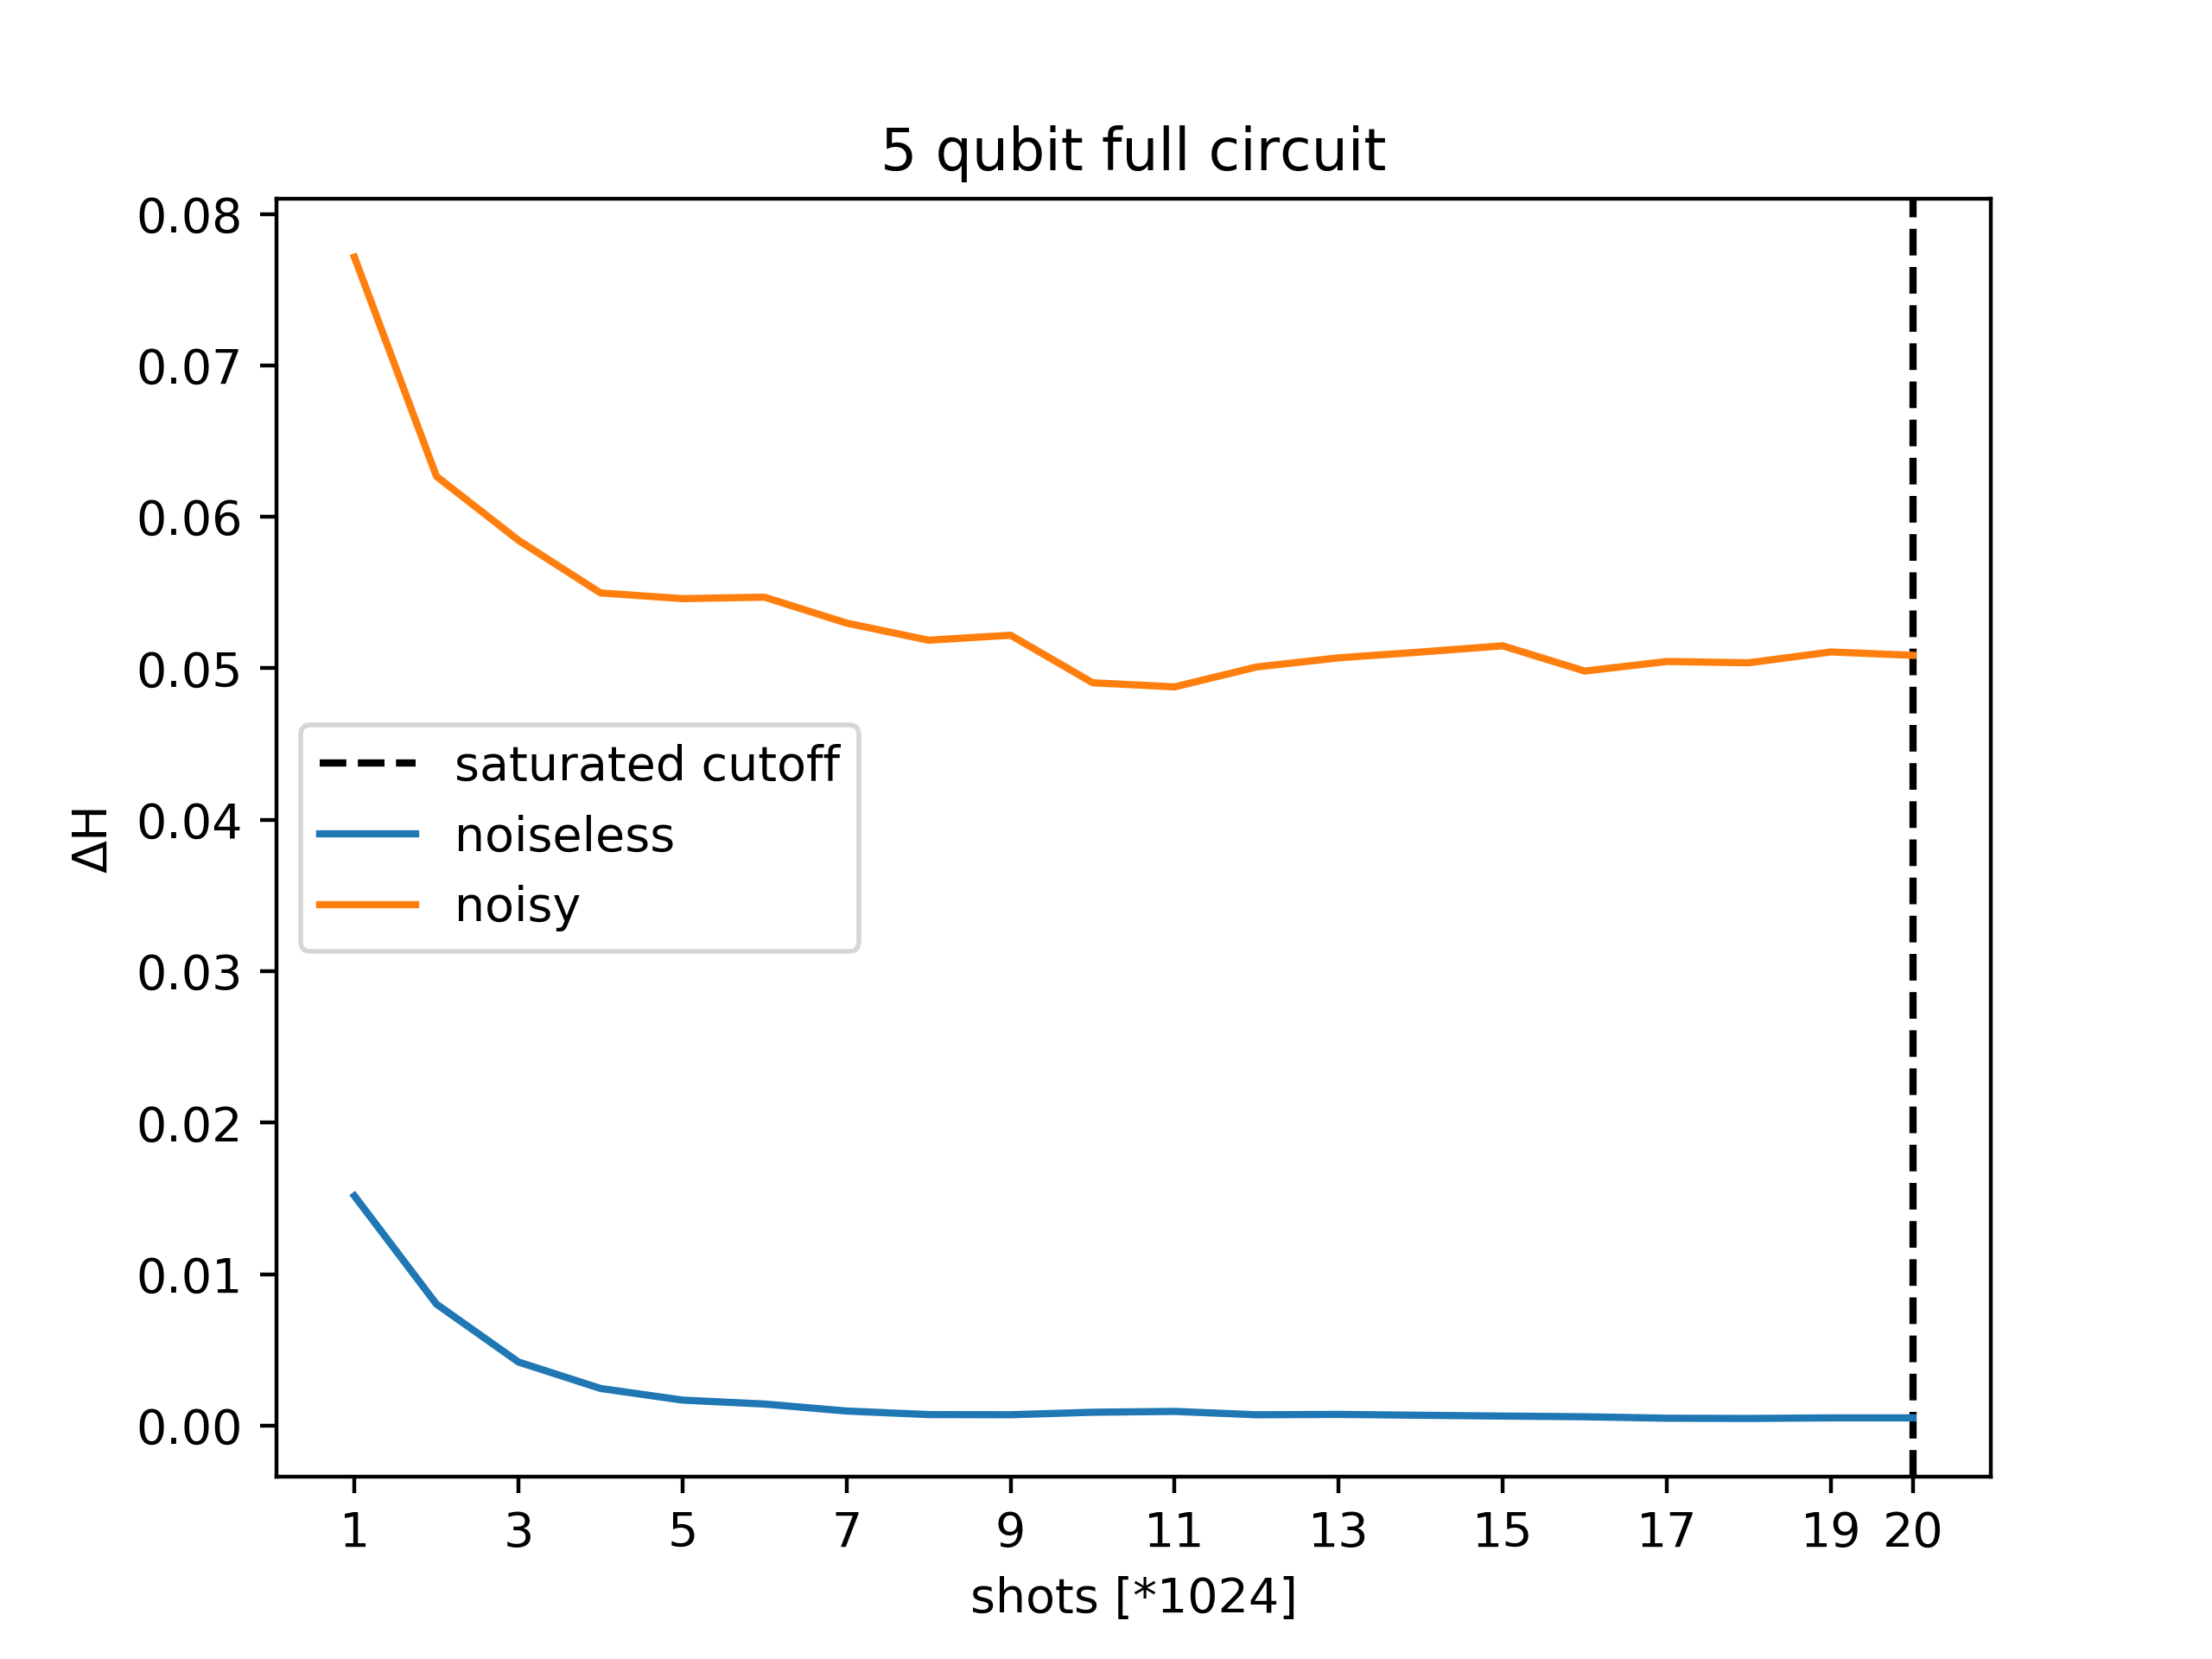 5 qubit full circuit
0.08
0.07
0.06
0.05
0.04
0.03
0.02
0.01
0.00
ΔH
saturated cutoff
noiseless
noisy
1 3 5 7 9 11 13 15 17 19 20
shots [*1024]